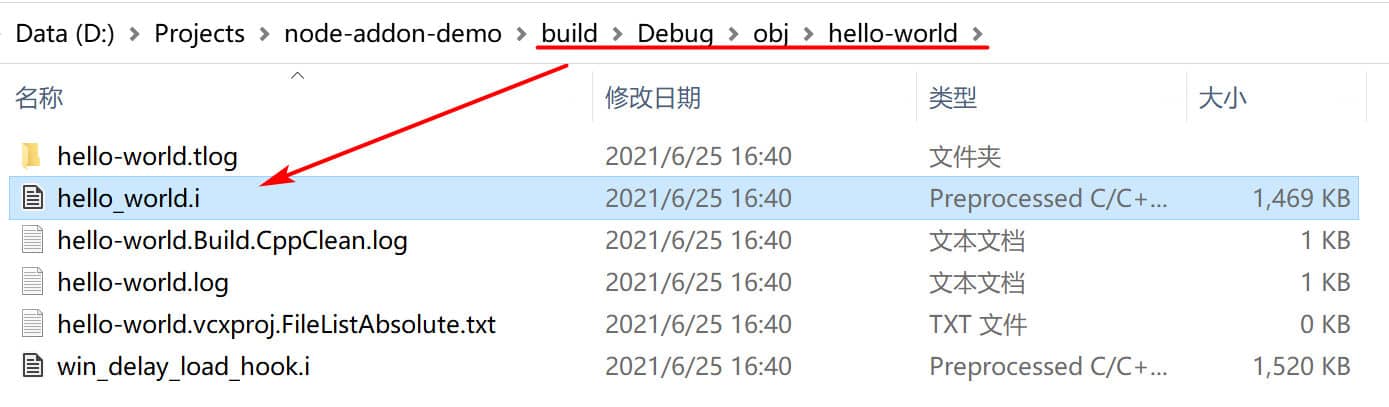 Data (D:) > Projects > node-addon-demo > build > Debug > obj > hello-world >
名称 修改日期 类型 大小
hello-world.tlog 2021/6/25 16:40 文件夹
hello_world.i 2021/6/25 16:40 Preprocessed C/C+... 1,469 KB
hello-world.Build.CppClean.log 2021/6/25 16:40 文本文档 1 KB
hello-world.log 2021/6/25 16:40 文本文档 1 KB
hello-world.vcxproj.FileListAbsolute.txt 2021/6/25 16:40 TXT 文件 0 KB
win_delay_load_hook.i 2021/6/25 16:40 Preprocessed C/C+... 1,520 KB